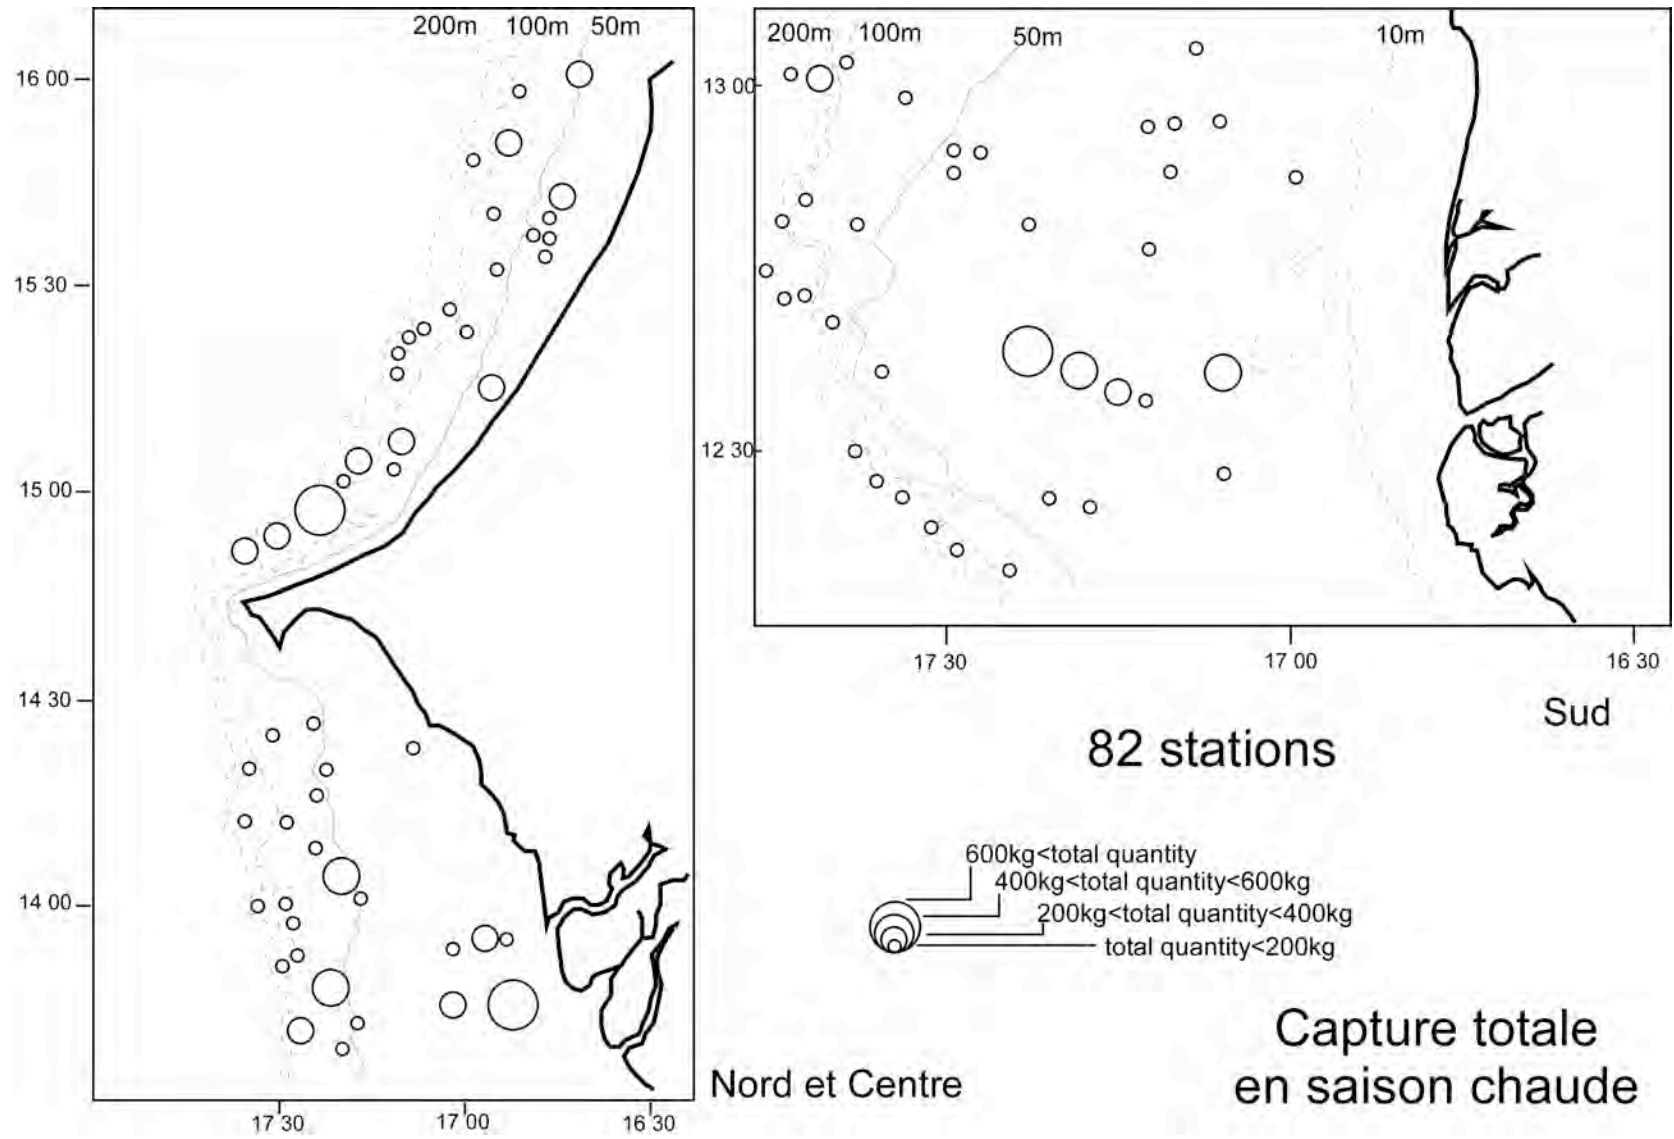 200m 100m 50m
16 00
15 30
15 00
14 30
14 00
17 30 17 00 16 30
Nord et Centre
200m 100m 50m 10m
13 00
12 30
17 30 17 00 16 30
Sud
82 stations
600kg<total quantity
400kg<total quantity<600kg
200kg<total quantity<400kg
total quantity<200kg
Capture totale
en saison chaude